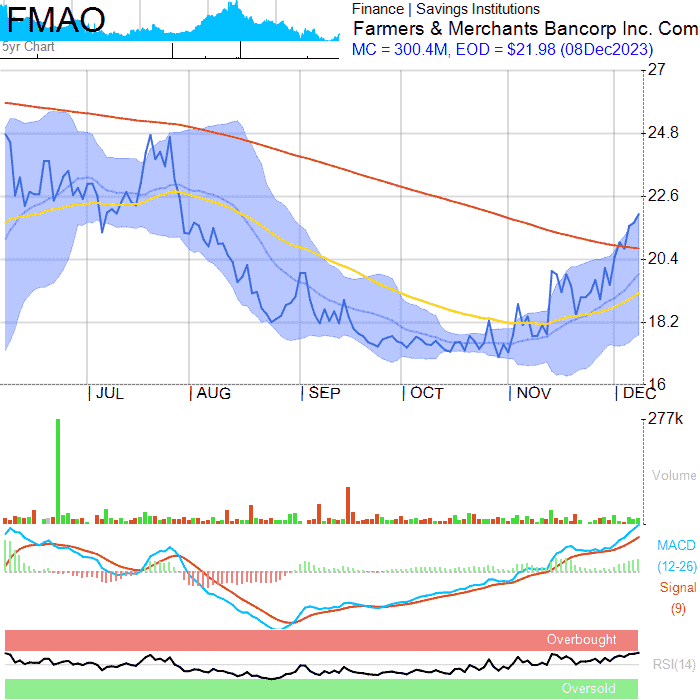 FMAO
5yr Chart
Finance | Savings Institutions
Farmers & Merchants Bancorp Inc. Com
MC = 300.4M, EOD = $21.98 (08Dec2023)
27
24.8
22.6
20.4
18.2
16
JUL AUG SEP OCT NOV DEC
277k
Volume
MACD
(12-26)
Signal
(9)
Overbought
RSI(14)
Oversold